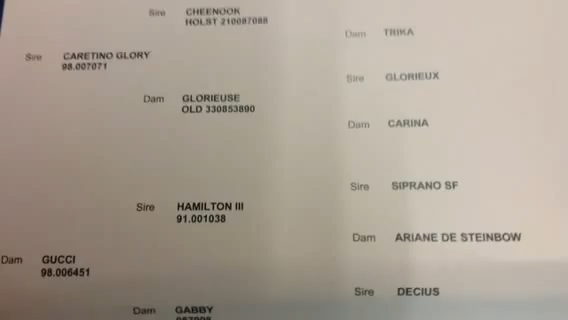 Sire CHEENOOK
HOLST 210087088
Dam TRIKA
Sire CARETINO GLORY
98.007071
Sire GLORIEUX
Dam GLORIEUSE
OLD 330853890
Dam CARINA
Sire SIPRANO SF
Sire HAMILTON III
91.001038
Dam ARIANE DE STEINBOW
Dam GUCCI
98.006451
Sire DECIUS
Dam GABBY